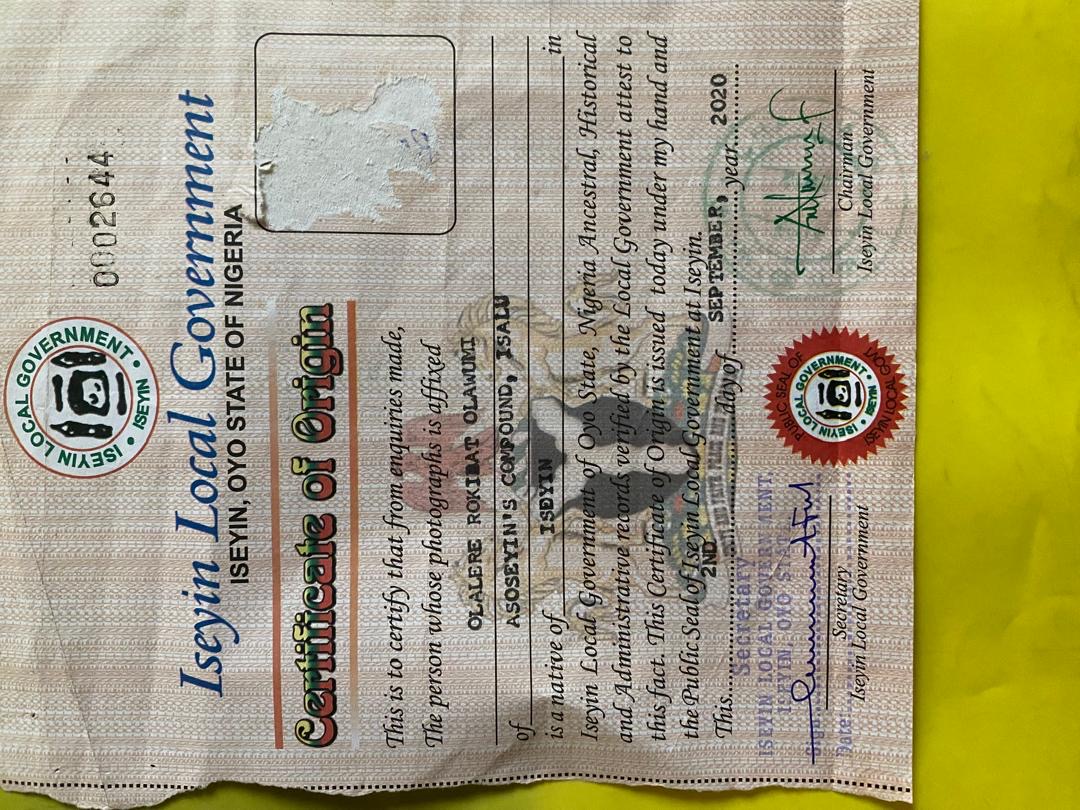 0002644
ISEYIN LOCAL GOVERNMENT • ISEYIN •
Iseyin Local Government
ISEYIN, OYO STATE OF NIGERIA
Certificate of Origin
This is to certify that from enquiries made,
The person whose photographs is affixed
OLALERE ROKIBAT OLAWUMI
of ASOSEYIN'S COMPOUND, ISALU
is a native of ISEYIN in
Iseyin Local Government of Oyo State, Nigeria Ancestral, Historical
and Administrative records verified by the Local Government attest to
this fact. This Certificate of Origin is issued today under my hand and
the Public Seal of Iseyin Local Government at Iseyin.
This 2ND day of SEPTEMBER, year 2020
Secretary
ISEYIN LOCAL GOVERNMENT,
ISEYIN, OYO STATE
Sign
Date:
Secretary
Iseyin Local Government
PUBLIC SEAL OF
ISEYIN LOCAL GOVERNMENT • ISEYIN •
Chairman
Iseyin Local Government